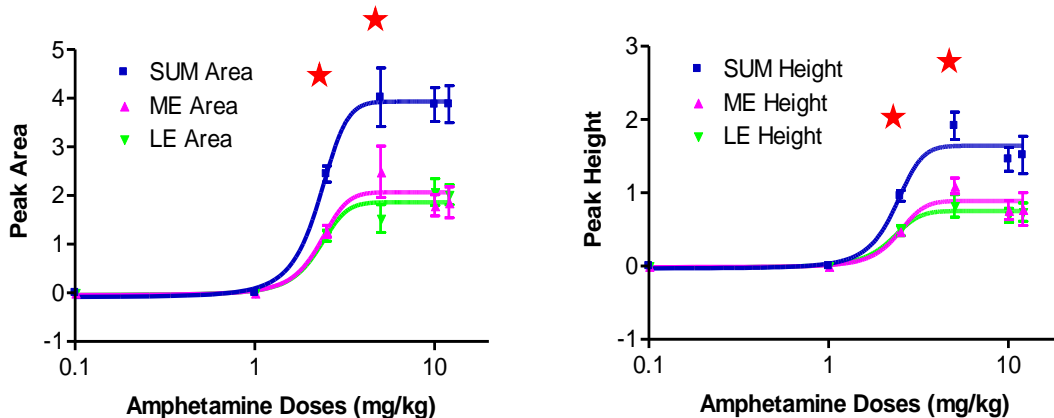 5
4
3
2
1
0
-1
Peak Area
SUM Area
ME Area
LE Area
0.1
1
10
Amphetamine Doses (mg/kg)
3
2
1
0
-1
Peak Height
SUM Height
ME Height
LE Height
0.1
1
10
Amphetamine Doses (mg/kg)